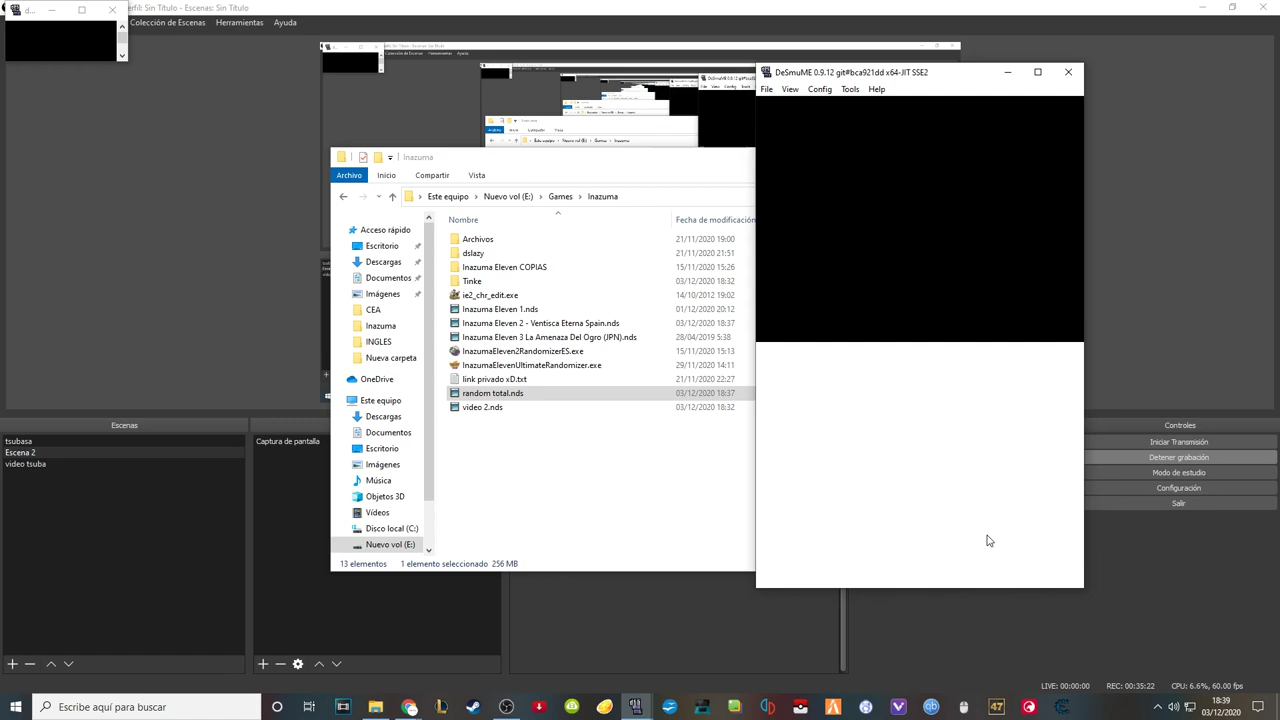 d...
rfil: Sin Título - Escenas: Sin Título
Colección de Escenas Herramientas Ayuda
DeSmuME 0.9.12 git#bca921dd x64-JIT SSE2
File View Config Tools Help
Inazuma
Archivo Inicio Compartir Vista
Este equipo Nuevo vol (E:) Games Inazuma
Nombre Fecha de modificación
Acceso rápido
Escritorio
Descargas
Documentos
Imágenes
CEA
Inazuma
INGLES
Nueva carpeta
OneDrive
Este equipo
Descargas
Documentos
Escritorio
Imágenes
Música
Objetos 3D
Vídeos
Disco local (C:)
Nuevo vol (E:)
Archivos 21/11/2020 19:00
dslazy 21/11/2020 21:51
Inazuma Eleven COPIAS 15/11/2020 15:26
Tinke 03/12/2020 18:32
ie2_chr_edit.exe 14/10/2012 19:02
Inazuma Eleven 1.nds 01/12/2020 20:12
Inazuma Eleven 2 - Ventisca Eterna Spain.nds 03/12/2020 18:37
Inazuma Eleven 3 La Amenaza Del Ogro (JPN).nds 28/04/2019 5:38
InazumaEleven2RandomizerES.exe 15/11/2020 15:13
InazumaElevenUltimateRandomizer.exe 29/11/2020 14:11
link privado xD.txt 21/11/2020 22:27
random total.nds 03/12/2020 18:37
video 2.nds 03/12/2020 18:32
13 elementos 1 elemento seleccionado 256 MB
Escenas
tsubasa
Escena 2
video tsuba
Captura de pantalla
Controles
Iniciar Transmisión
Detener grabación
Modo de estudio
Configuración
Salir
LIVE: 00:00:00 REC: 00:35:22 CPU: 6.6%, 60.00 fps
Escribe aquí para buscar
47
18:39
03/12/2020